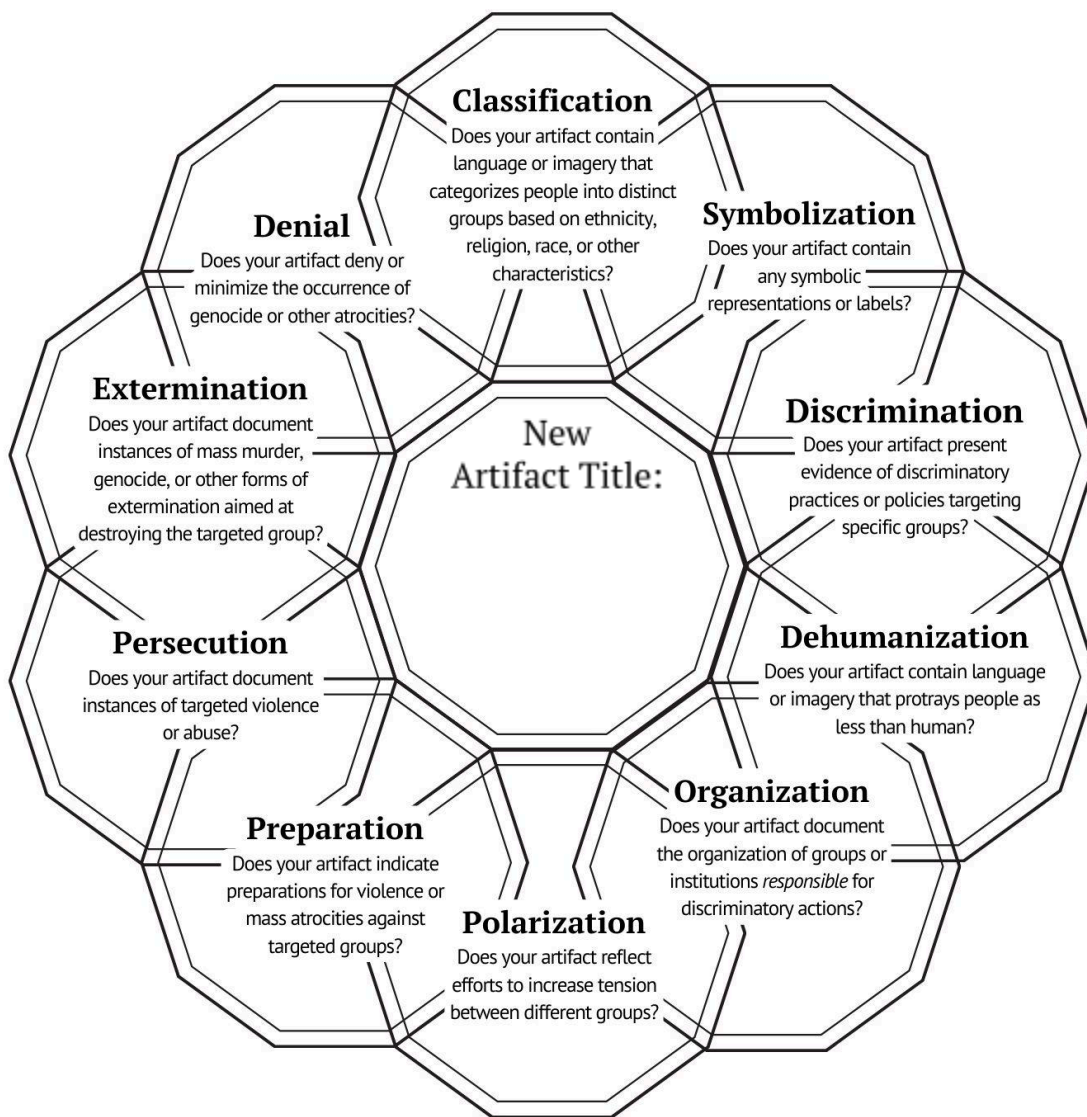 Classification
Does your artifact contain
language or imagery that
categorizes people into distinct
groups based on ethnicity,
religion, race, or other
characteristics?
Symbolization
Does your artifact contain
any symbolic
representations or labels?
Discrimination
Does your artifact present
evidence of discriminatory
practices or policies targeting
specific groups?
Dehumanization
Does your artifact contain language
or imagery that protrays people as
less than human?
Organization
Does your artifact document
the organization of groups or
institutions responsible for
discriminatory actions?
Polarization
Does your artifact reflect
efforts to increase tension
between different groups?
Preparation
Does your artifact indicate
preparations for violence or
mass atrocities against
targeted groups?
Persecution
Does your artifact document
instances of targeted violence
or abuse?
Extermination
Does your artifact document
instances of mass murder,
genocide, or other forms of
extermination aimed at
destroying the targeted group?
Denial
Does your artifact deny or
minimize the occurrence of
genocide or other atrocities?
New
Artifact Title: